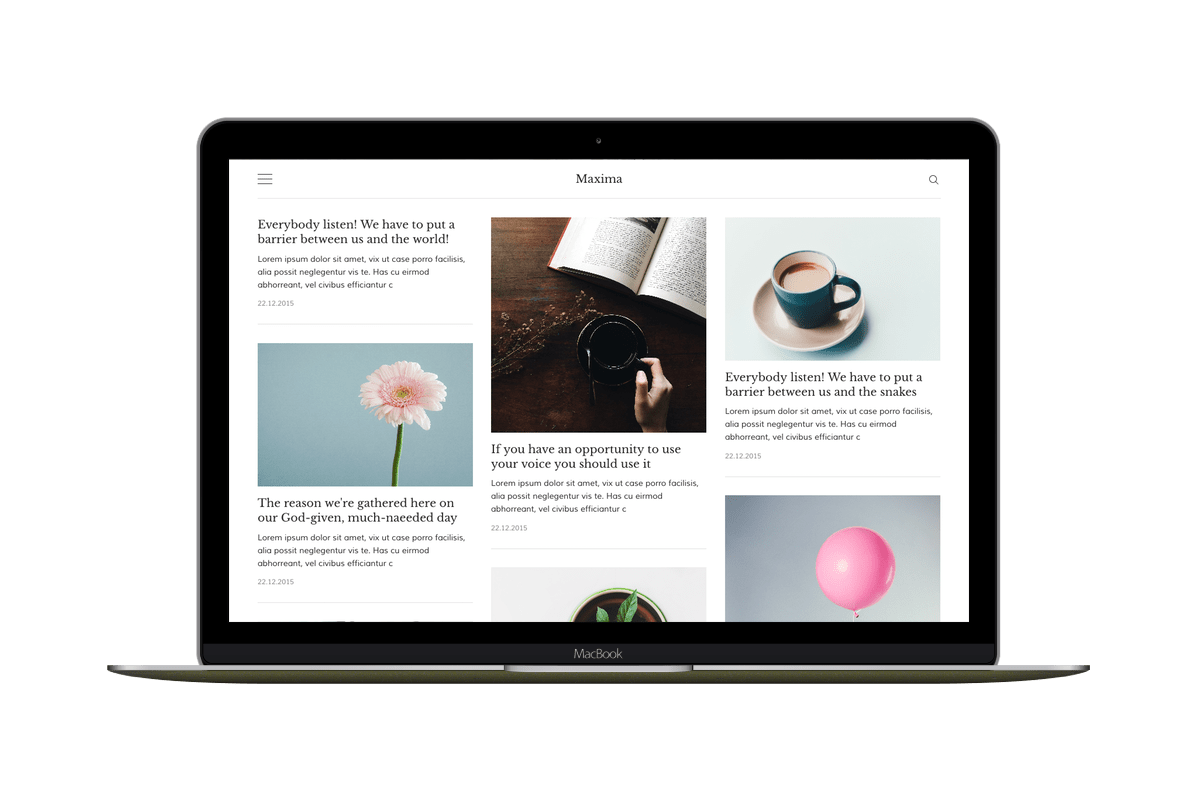 Maxima
Everybody listen! We have to put a
barrier between us and the world!
Lorem ipsum dolor sit amet, vix ut case porro facilisis,
alia possit neglegentur vis te. Has cu eirmod
abhorreant, vel civibus efficiantur c
22.12.2015
The reason we're gathered here on
our God-given, much-naeeded day
Lorem ipsum dolor sit amet, vix ut case porro facilisis,
alia possit neglegentur vis te. Has cu eirmod
abhorreant, vel civibus efficiantur c
22.12.2015
If you have an opportunity to use
your voice you should use it
Lorem ipsum dolor sit amet, vix ut case porro facilisis,
alia possit neglegentur vis te. Has cu eirmod
abhorreant, vel civibus efficiantur c
22.12.2015
Everybody listen! We have to put a
barrier between us and the snakes
Lorem ipsum dolor sit amet, vix ut case porro facilisis,
alia possit neglegentur vis te. Has cu eirmod
abhorreant, vel civibus efficiantur c
22.12.2015
MacBook